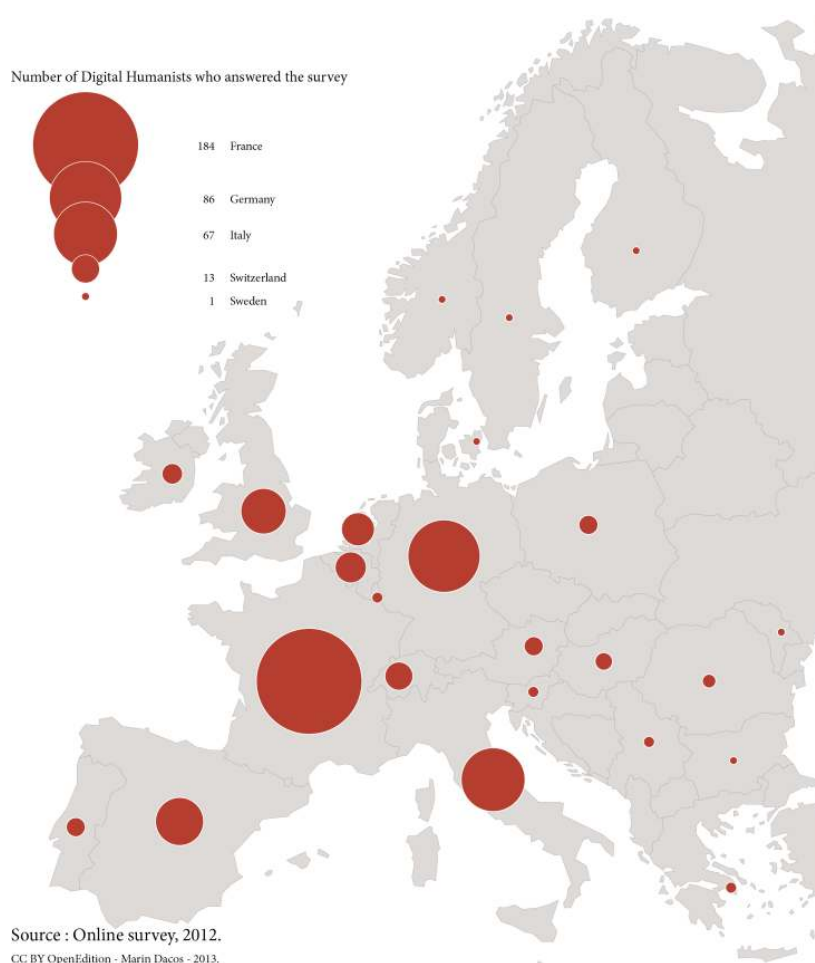 Number of Digital Humanists who answered the survey
184 France
86 Germany
67 Italy
13 Switzerland
1 Sweden
Source : Online survey, 2012.
CC BY OpenEdition - Marin Dacos - 2013.